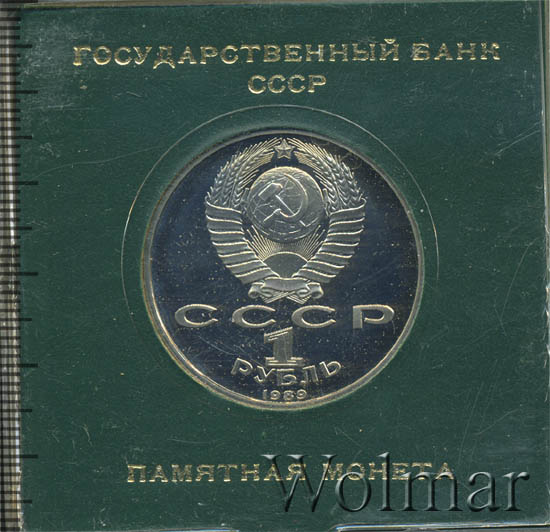 ГОСУДАРСТВЕННЫЙ БАНК
СССР
СССР
1
РУБЛЬ
1989
ПАМЯТНАЯ МОНЕТА
Wolmar